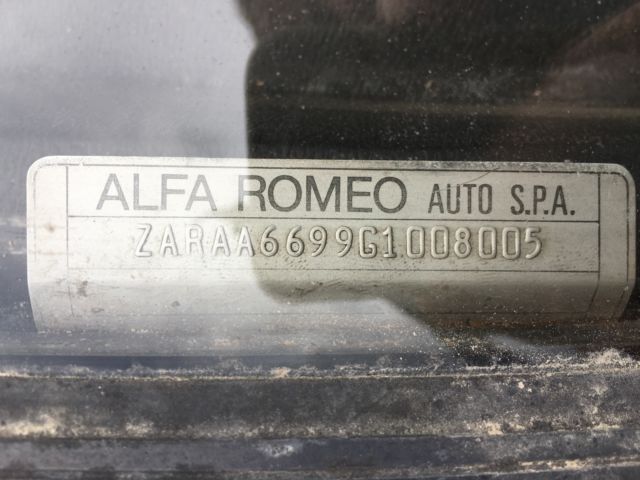 ALFA ROMEO AUTO S.P.A.
ZARAA6699G1008005